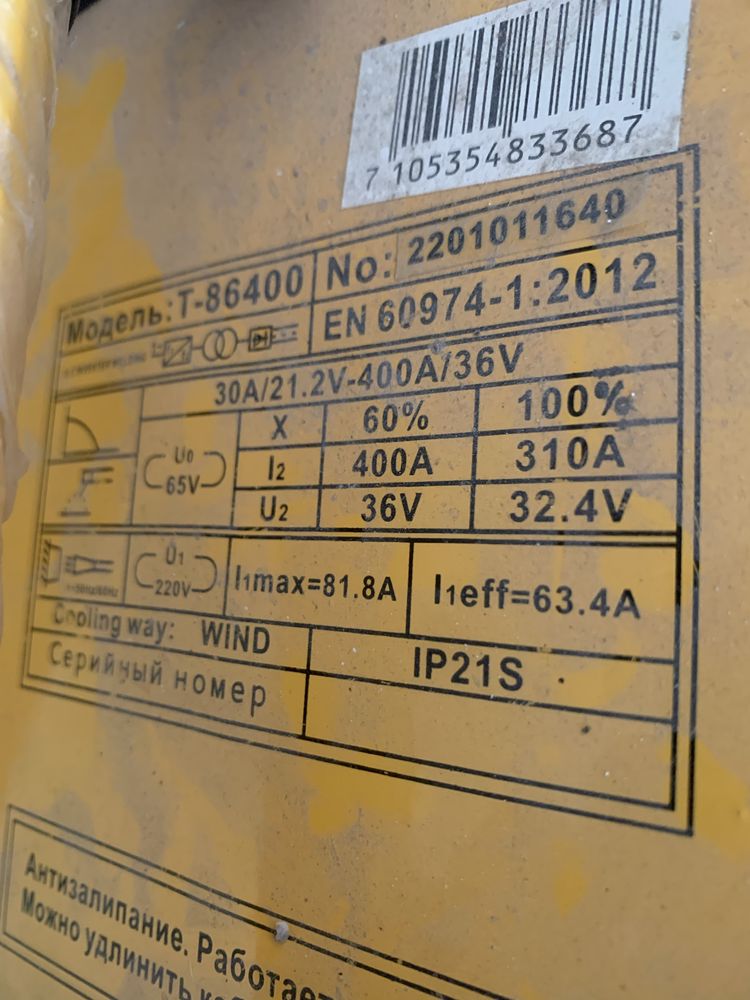 7 105354833687
Модель: T-86400 No: 2201011640
EN 60974-1:2012
30A/21.2V-400A/36V
X 60% 100%
U0 65V I2 400A 310A
U2 36V 32.4V
U1 220V I1max=81.8A I1eff=63.4A
Cooling way: WIND IP21S
Серийный номер
Антизалипание. Работает
Можно удлинить